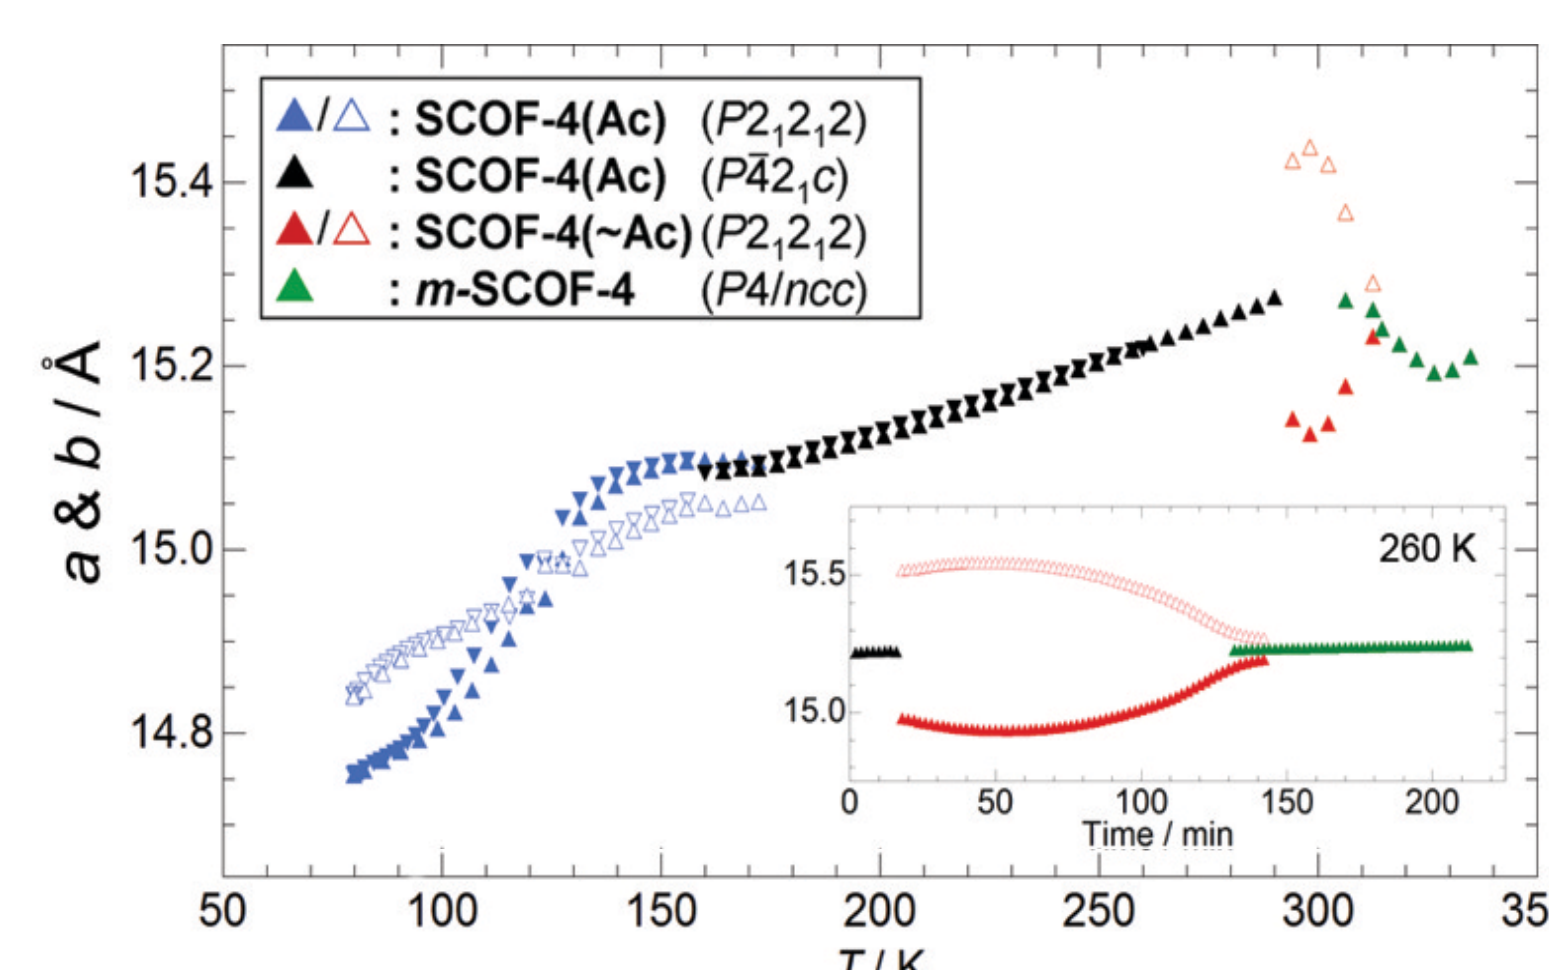 15.4
15.2
15.0
14.8
a & b / Å
/ : SCOF-4(Ac) (P2₁2₁2)
: SCOF-4(Ac) (P4̅2₁c)
/ : SCOF-4(~Ac) (P2₁2₁2)
: m-SCOF-4 (P4/ncc)
260 K
15.5
15.0
0 50 100 150 200
Time / min
50 100 150 200 250 300 35
T / K